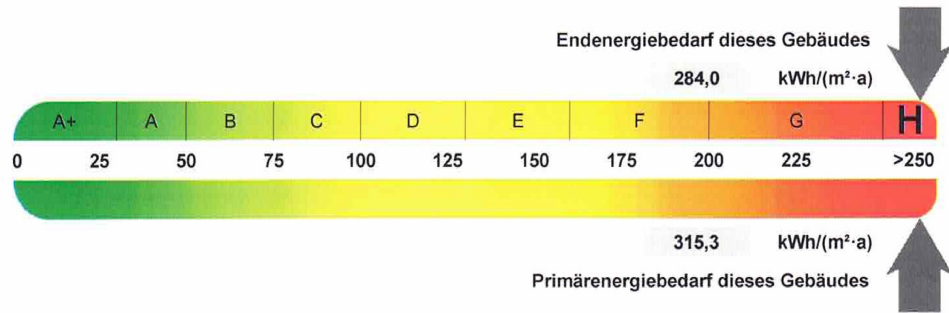 Endenergiebedarf dieses Gebäudes
284,0 kWh/(m²·a)
A+ A B C D E F G H
0 25 50 75 100 125 150 175 200 225 >250
315,3 kWh/(m²·a)
Primärenergiebedarf dieses Gebäudes